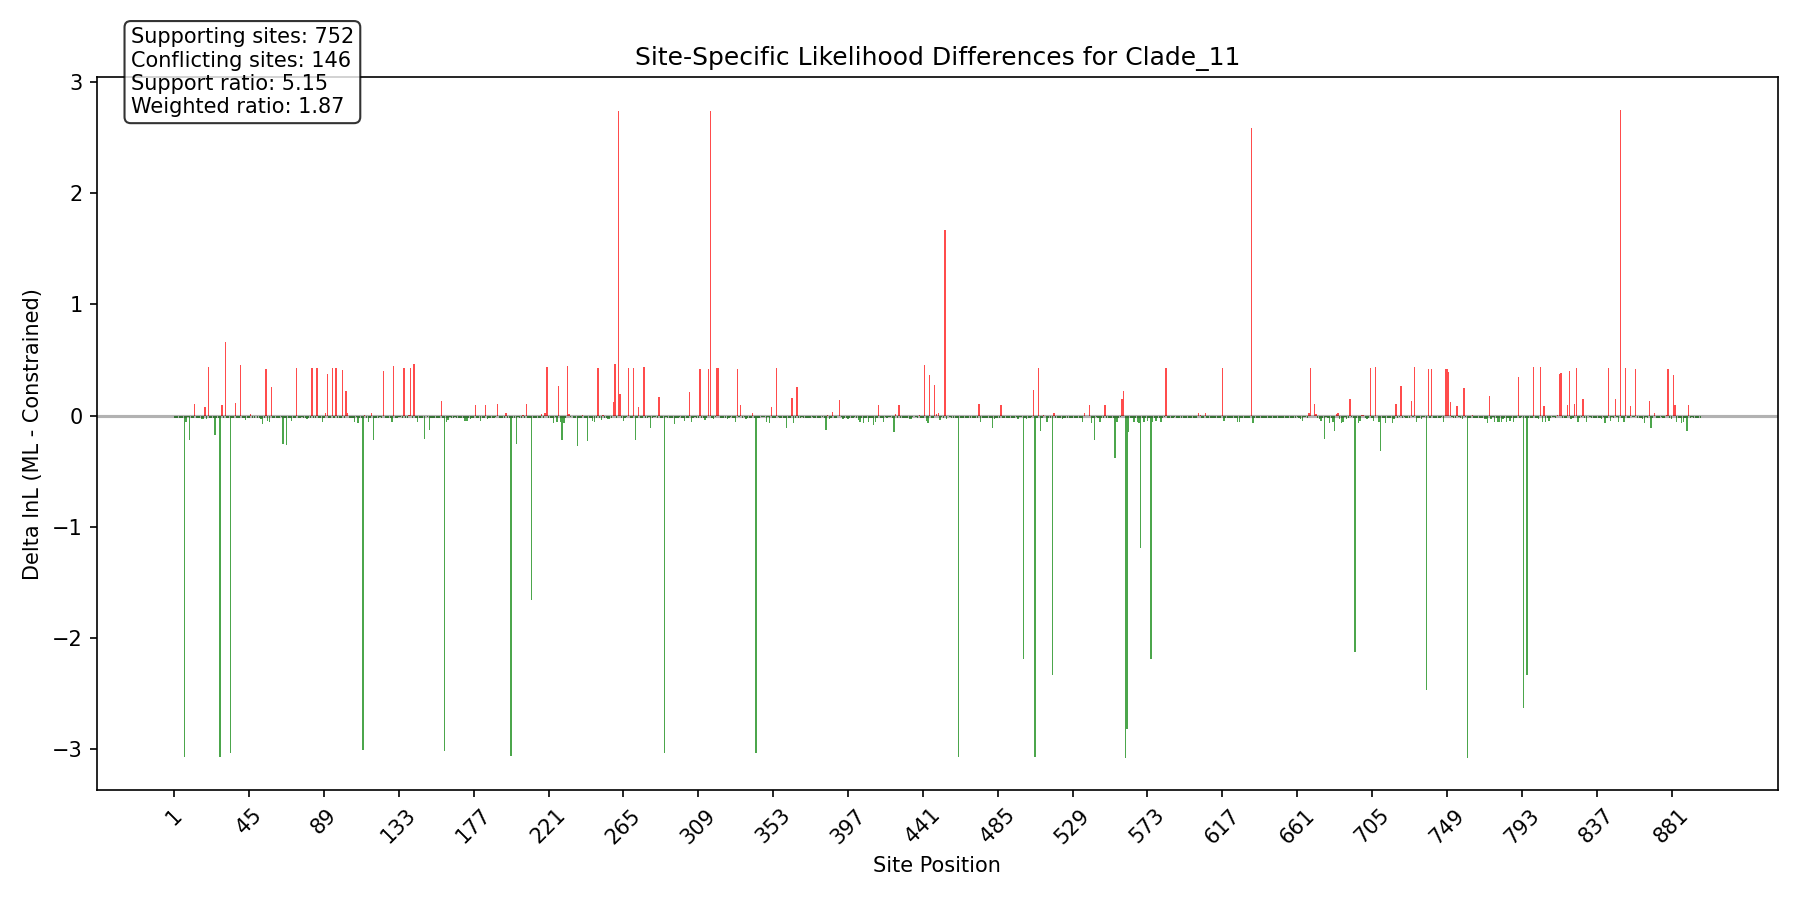 Supporting sites: 752
Conflicting sites: 146
Support ratio: 5.15
Weighted ratio: 1.87
Site-Specific Likelihood Differences for Clade_11
Delta lnL (ML - Constrained)
3
2
1
0
−1
−2
−3
1 45 89 133 177 221 265 309 353 397 441 485 529 573 617 661 705 749 793 837 881
Site Position